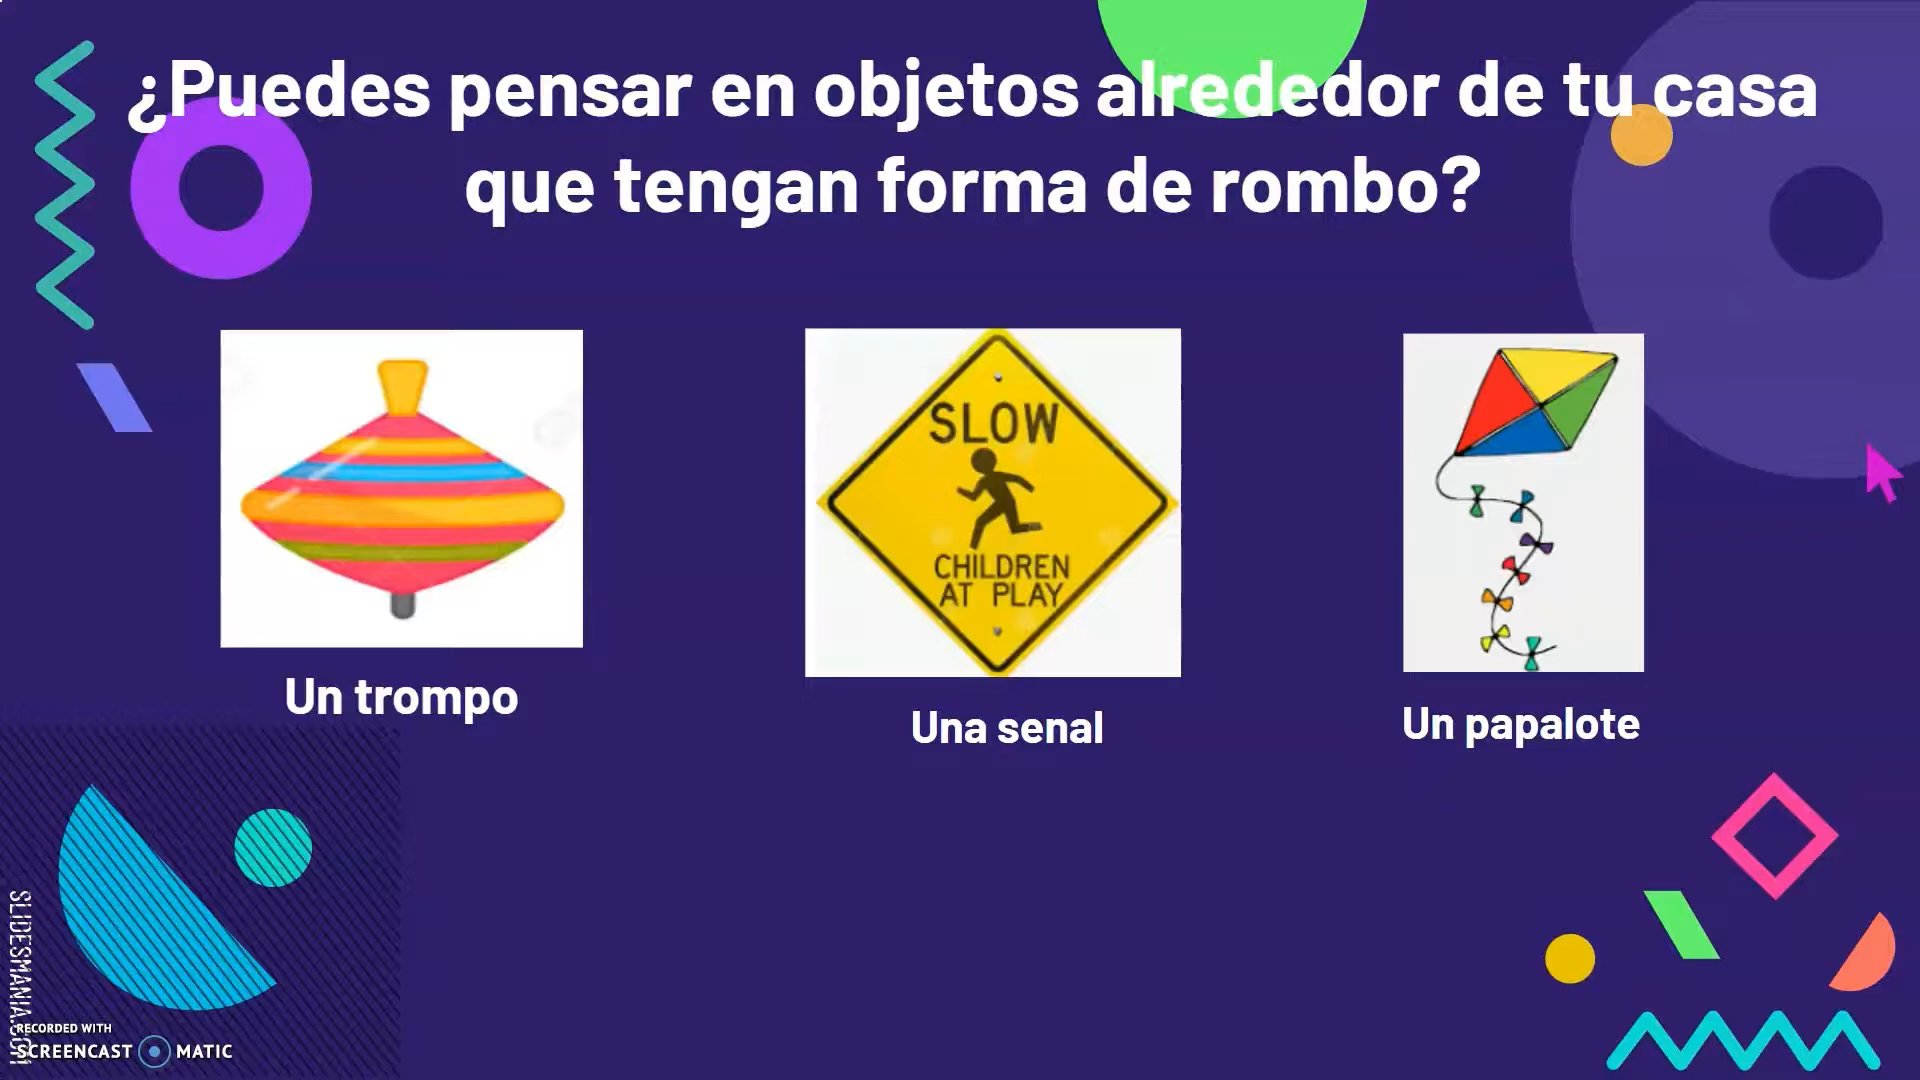 ¿Puedes pensar en objetos alrededor de tu casa
que tengan forma de rombo?
SLOW
CHILDREN
AT PLAY
Un trompo
Una senal
Un papalote
SLIDESMANIA.COM
RECORDED WITH
SCREENCAST MATIC